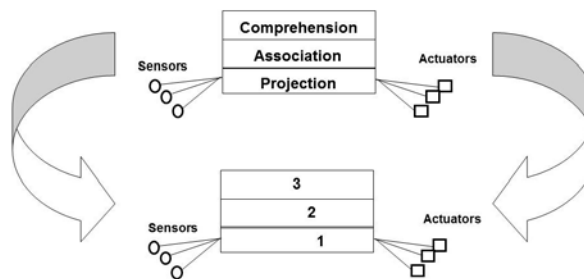 Comprehension
Sensors
Association
Actuators
Projection
3
Sensors
2
Actuators
1